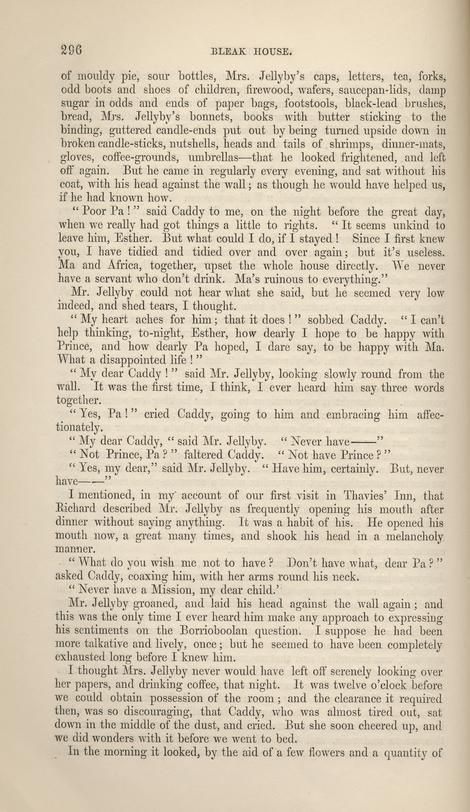 296 BLEAK HOUSE.
of mouldy pie, sour bottles, Mrs. Jellyby's caps, letters, tea, forks,
odd boots and shoes of children, firewood, wafers, saucepan-lids, damp
sugar in odds and ends of paper bags, footstools, black-lead brushes,
bread, Mrs. Jellyby's bonnets, books with butter sticking to the
binding, guttered candle-ends put out by being turned upside down in
broken candle-sticks, nutshells, heads and tails of shrimps, dinner-mats,
gloves, coffee-grounds, umbrellas—that he looked frightened, and left
off again. But he came in regularly every evening, and sat without his
coat, with his head against the wall; as though he would have helped us,
if he had known how.
"Poor Pa!" said Caddy to me, on the night before the great day,
when we really had got things a little to rights. "It seems unkind to
leave him, Esther. But what could I do, if I stayed! Since I first knew
you, I have tidied and tidied over and over again; but it's useless.
Ma and Africa, together, upset the whole house directly. We never
have a servant who don't drink. Ma's ruinous to everything."
Mr. Jellyby could not hear what she said, but he seemed very low
indeed, and shed tears, I thought.
"My heart aches for him; that it does!" sobbed Caddy. "I can't
help thinking, to-night, Esther, how dearly I hope to be happy with
Prince, and how dearly Pa hoped, I dare say, to be happy with Ma.
What a disappointed life!"
"My dear Caddy!" said Mr. Jellyby, looking slowly round from the
wall. It was the first time, I think, I ever heard him say three words
together.
"Yes, Pa!" cried Caddy, going to him and embracing him affec-
tionately.
"My dear Caddy, " said Mr. Jellyby. "Never have——"
"Not Prince, Pa?" faltered Caddy. "Not have Prince?"
"Yes, my dear," said Mr. Jellyby. "Have him, certainly. But, never
have——"
I mentioned, in my account of our first visit in Thavies' Inn, that
Richard described Mr. Jellyby as frequently opening his mouth after
dinner without saying anything. It was a habit of his. He opened his
mouth now, a great many times, and shook his head in a melancholy
manner.
"What do you wish me not to have? Don't have what, dear Pa?"
asked Caddy, coaxing him, with her arms round his neck.
"Never have a Mission, my dear child.'
Mr. Jellyby groaned, and laid his head against the wall again; and
this was the only time I ever heard him make any approach to expressing
his sentiments on the Borrioboolan question. I suppose he had been
more talkative and lively, once; but he seemed to have been completely
exhausted long before I knew him.
I thought Mrs. Jellyby never would have left off serenely looking over
her papers, and drinking coffee, that night. It was twelve o'clock before
we could obtain possession of the room; and the clearance it required
then, was so discouraging, that Caddy, who was almost tired out, sat
down in the middle of the dust, and cried. But she soon cheered up, and
we did wonders with it before we went to bed.
In the morning it looked, by the aid of a few flowers and a quantity of